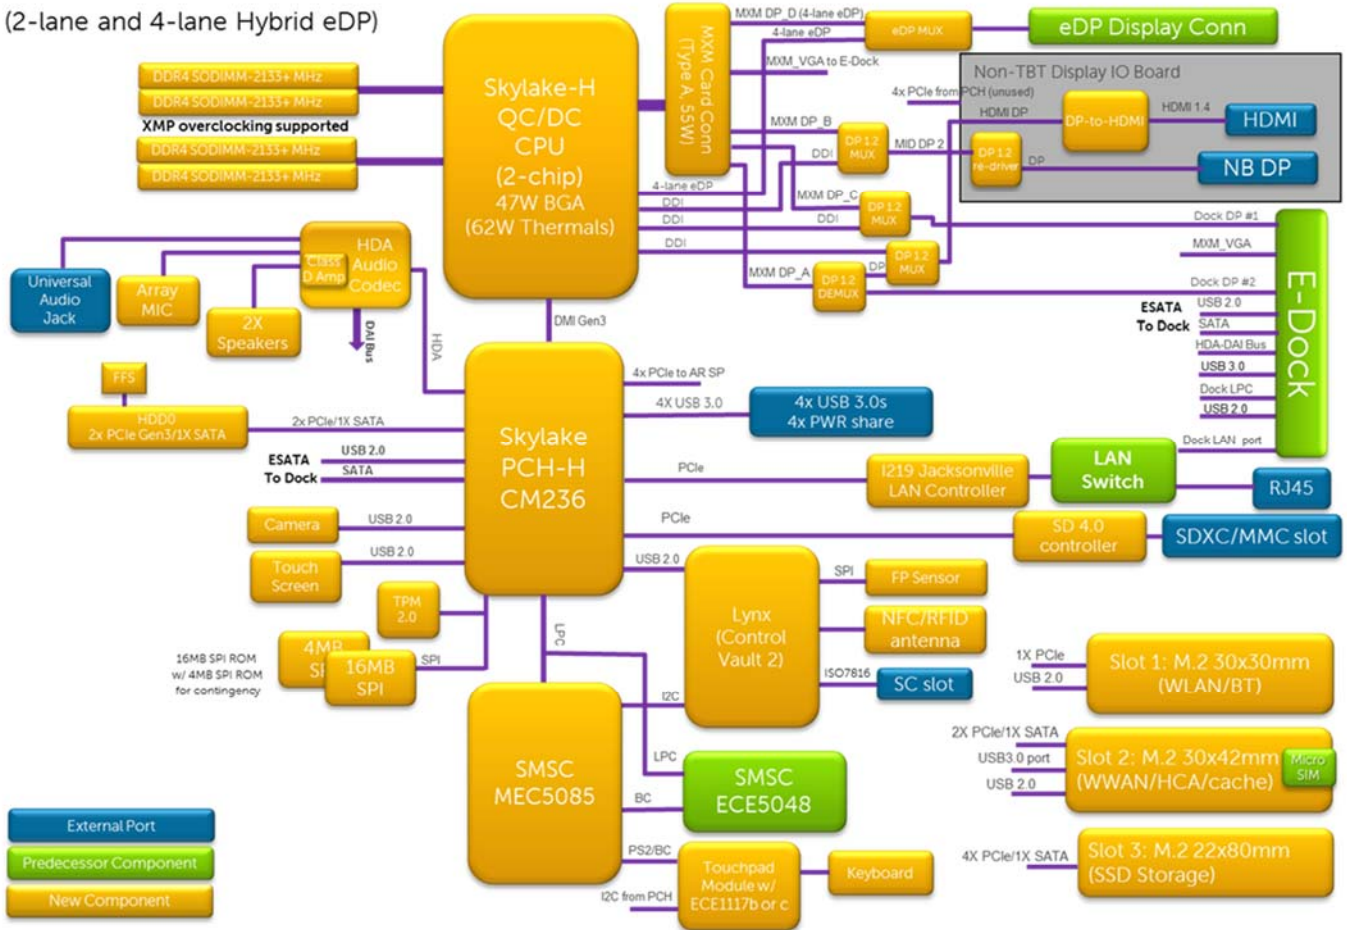 (2-lane and 4-lane Hybrid eDP)
DDR4 SODIMM-2133+ MHz
DDR4 SODIMM-2133+ MHz
XMP overclocking supported
DDR4 SODIMM-2133+ MHz
DDR4 SODIMM-2133+ MHz
Skylake-H
QC/DC
CPU
(2-chip)
47W BGA
(62W Thermals)
MXM Card Conn
(Type A, 55W)
MXM DP_D (4-lane eDP)
4-lane eDP
eDP MUX
eDP Display Conn
MXM_VGA to E-Dock
Non-TBT Display IO Board
4x PCIe from PCH (unused)
HDMI DP
DP-to-HDMI
HDMI 1.4
HDMI
MXM DP_B
DDI
DP 1.2
MUX
MID DP 2
DP 1.2
re-driver
DP
NB DP
4-lane eDP
DDI
DDI
DDI
MXM DP_C
DDI
DP 1.2
MUX
DP 1.2
MUX
MXM DP_A
DP 1.2
DEMUX
DP
Dock DP #1
MXM_VGA
Dock DP #2
ESATA
To Dock
USB 2.0
SATA
HDA-DAI Bus
USB 3.0
Dock LPC
USB 2.0
Dock LAN port
E-Dock
HDA
Audio
Codec
Class
D Amp
Universal
Audio
Jack
Array
MIC
2X
Speakers
DAI Bus
HDA
DMI Gen3
FFS
HDD0
2x PCIe Gen3/1X SATA
2x PCIe/1X SATA
ESATA
To Dock
USB 2.0
SATA
Skylake
PCH-H
CM236
4x PCIe to AR SP
4X USB 3.0
4x USB 3.0s
4x PWR share
PCIe
I219 Jacksonville
LAN Controller
LAN
Switch
RJ45
PCIe
SD 4.0
controller
SDXC/MMC slot
Camera
USB 2.0
Touch
Screen
USB 2.0
USB 2.0
Lynx
(Control
Vault 2)
SPI
FP Sensor
NFC/RFID
antenna
ISO7816
SC slot
TPM
2.0
4MB
16MB
SPI
SPI
16MB SPI ROM
w/ 4MB SPI ROM
for contingency
LPC
SMSC
MEC5085
I2C
LPC
BC
SMSC
ECE5048
PS2/BC
I2C from PCH
Touchpad
Module w/
ECE1117b or c
Keyboard
1X PCIe
USB 2.0
Slot 1: M.2 30x30mm
(WLAN/BT)
2X PCIe/1X SATA
USB3.0 port
USB 2.0
Slot 2: M.2 30x42mm
(WWAN/HCA/cache)
Micro
SIM
4X PCIe/1X SATA
Slot 3: M.2 22x80mm
(SSD Storage)
External Port
Predecessor Component
New Component